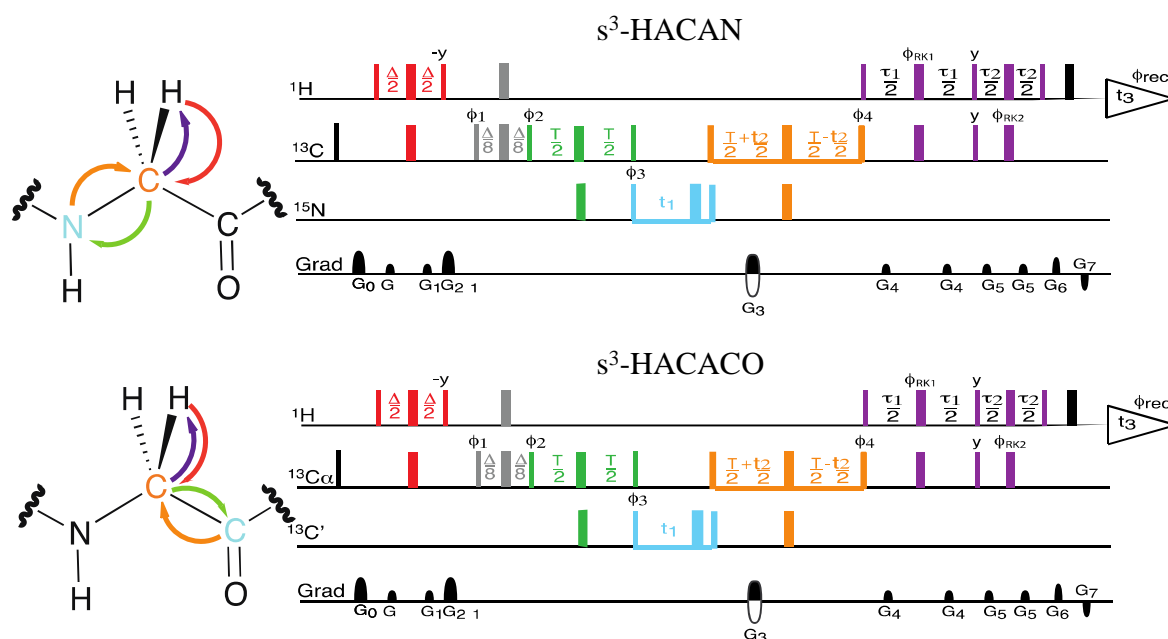 s³-HACAN
-y ϕRK1 y ϕrec
H H ¹H Δ/2 Δ/2 τ1/2 τ1/2 τ2/2 τ2/2 t3
ϕ1 ϕ2 ϕ4 y ϕRK2
C ¹³C Δ/8 Δ/8 T/2 T/2 T/2+t2/2 T/2-t2/2
ϕ3
N C ¹⁵N t1
H O Grad G0 G G1 G2 1 G3 G4 G4 G5 G5 G6 G7
s³-HACACO
-y ϕRK1 y ϕrec
H H ¹H Δ/2 Δ/2 τ1/2 τ1/2 τ2/2 τ2/2 t3
ϕ1 ϕ2 ϕ4 y ϕRK2
C ¹³Cα Δ/8 Δ/8 T/2 T/2 T/2+t2/2 T/2-t2/2
ϕ3
N C ¹³C' t1
H O Grad G0 G G1 G2 1 G3 G4 G4 G5 G5 G6 G7